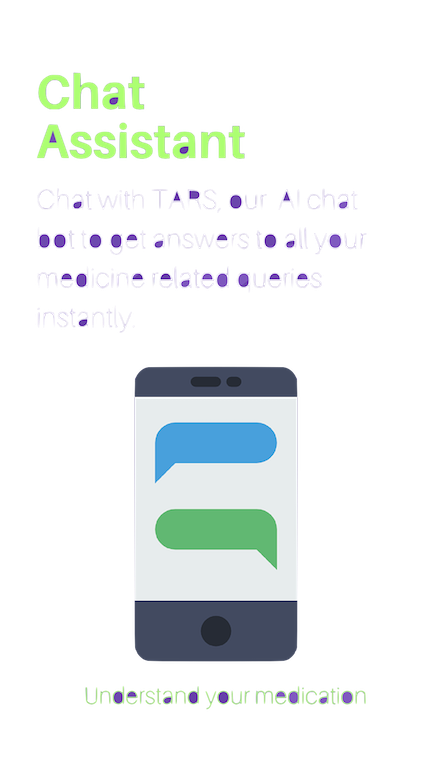 Chat
Assistant
Chat with TARS, our AI chat
bot to get answers to all your
medicine related queries
instantly.
Understand your medication